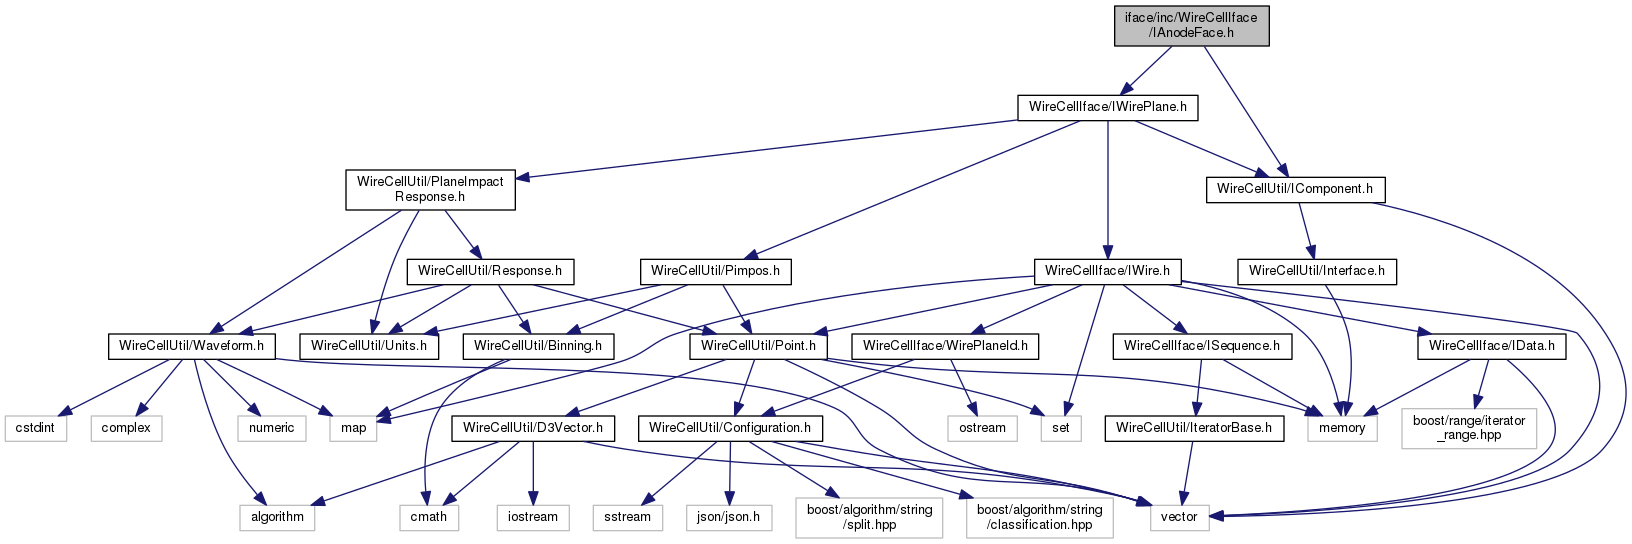 iface/inc/WireCellIface
/IAnodeFace.h
WireCellIface/IWirePlane.h
WireCellUtil/PlaneImpact
Response.h
WireCellUtil/IComponent.h
WireCellUtil/Response.h
WireCellUtil/Pimpos.h
WireCellIface/IWire.h
WireCellUtil/Interface.h
WireCellUtil/Waveform.h
WireCellUtil/Units.h
WireCellUtil/Binning.h
WireCellUtil/Point.h
WireCellIface/WirePlaneId.h
WireCellIface/ISequence.h
WireCellIface/IData.h
cstdint
complex
numeric
map
WireCellUtil/D3Vector.h
WireCellUtil/Configuration.h
ostream
set
WireCellUtil/IteratorBase.h
memory
boost/range/iterator
_range.hpp
algorithm
cmath
iostream
sstream
json/json.h
boost/algorithm/string
/split.hpp
boost/algorithm/string
/classification.hpp
vector